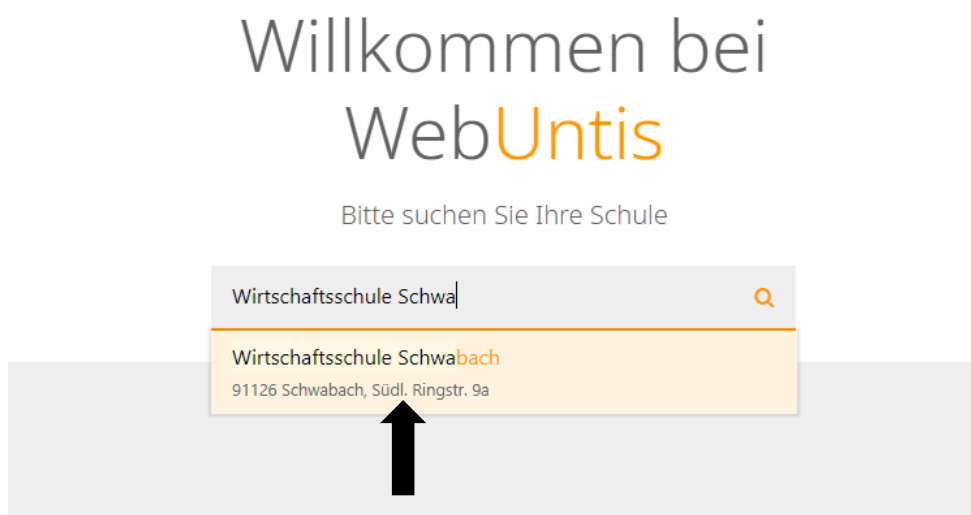 Willkommen bei
WebUntis
Bitte suchen Sie Ihre Schule
Wirtschaftsschule Schwa
Wirtschaftsschule Schwabach
91126 Schwabach, Südl. Ringstr. 9a